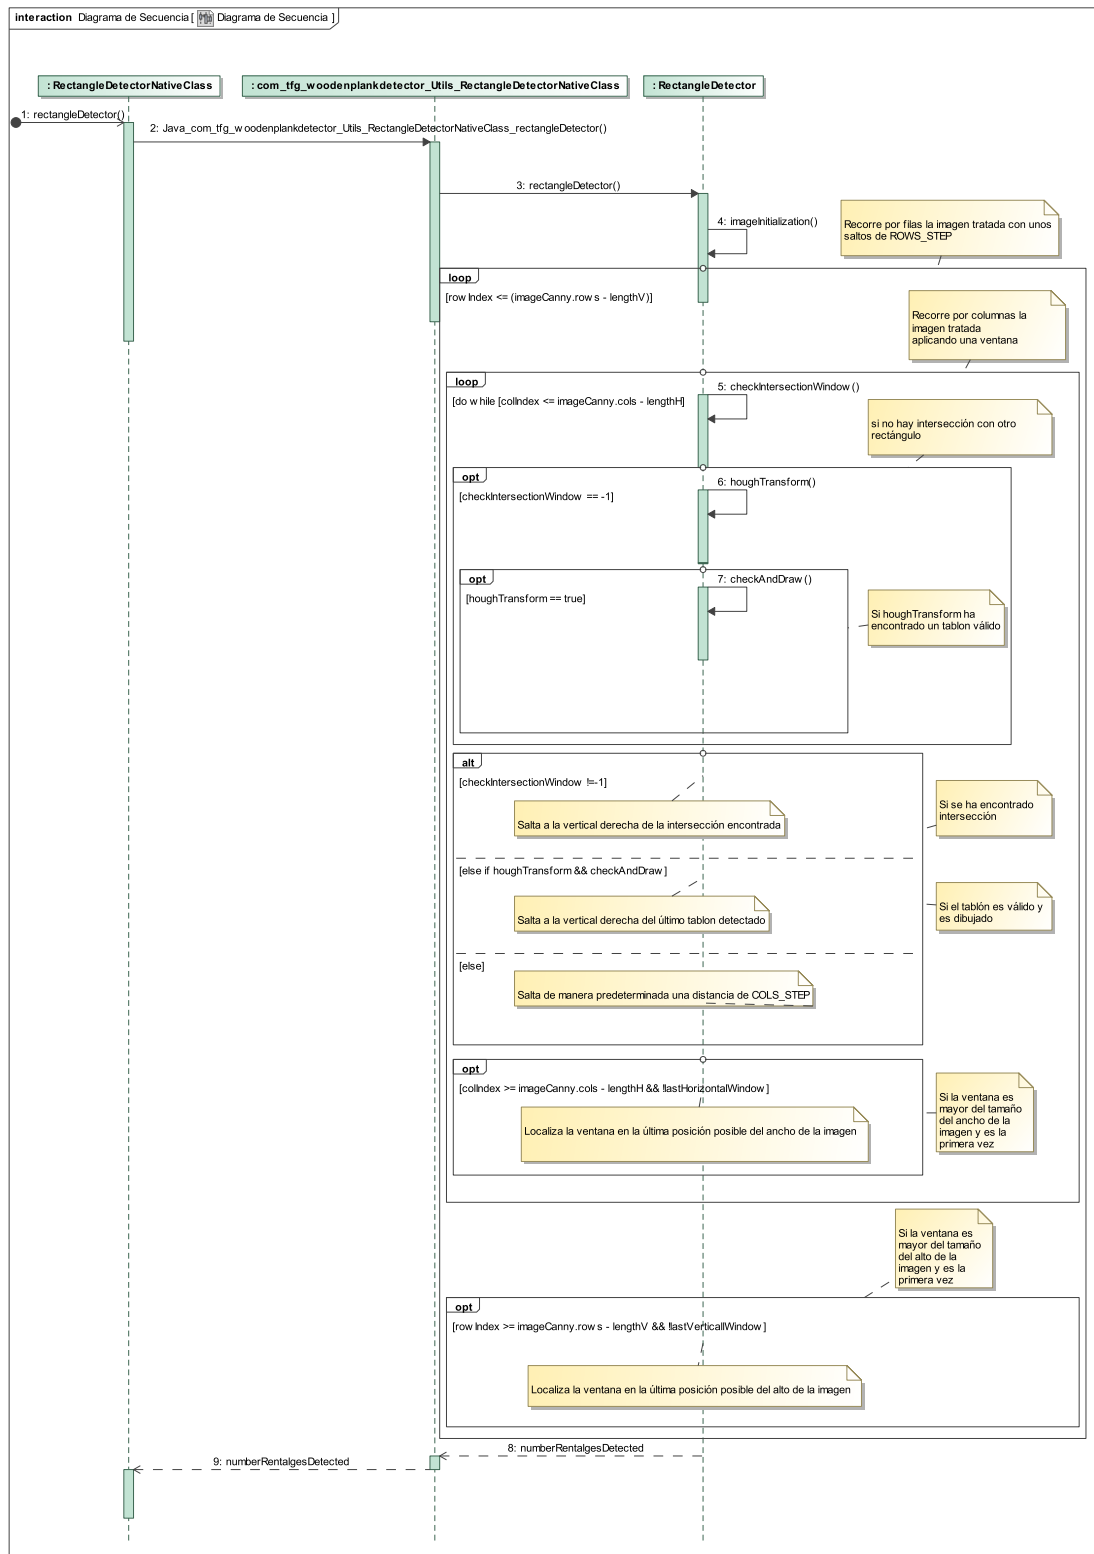 interaction Diagrama de Secuencia [ Diagrama de Secuencia ]
: RectangleDetectorNativeClass
: com_tfg_woodenplankdetector_Utils_RectangleDetectorNativeClass
: RectangleDetector
1: rectangleDetector()
2: Java_com_tfg_woodenplankdetector_Utils_RectangleDetectorNativeClass_rectangleDetector()
3: rectangleDetector()
4: imageInitialization()
Recorre por filas la imagen tratada con unos
saltos de ROWS_STEP
loop
[rowIndex <= (imageCanny.rows - lengthV)]
Recorre por columnas la
imagen tratada
aplicando una ventana
loop
[do while [colIndex <= imageCanny.cols - lengthH]
5: checkIntersectionWindow()
si no hay intersección con otro
rectángulo
opt
[checkIntersectionWindow == -1]
6: houghTransform()
opt
[houghTransform == true]
7: checkAndDraw()
Si houghTransform ha
encontrado un tablon válido
alt
[checkIntersectionWindow !=-1]
Salta a la vertical derecha de la intersección encontrada
Si se ha encontrado
intersección
[else if houghTransform && checkAndDraw]
Salta a la vertical derecha del último tablon detectado
Si el tablón es válido y
es dibujado
[else]
Salta de manera predeterminada una distancia de COLS_STEP
opt
[colIndex >= imageCanny.cols - lengthH && !lastHorizontalWindow]
Localiza la ventana en la última posición posible del ancho de la imagen
Si la ventana es
mayor del tamaño
del ancho de la
imagen y es la
primera vez
Si la ventana es
mayor del tamaño
del alto de la
imagen y es la
primera vez
opt
[rowIndex >= imageCanny.rows - lengthV && !lastVerticallWindow]
Localiza la ventana en la última posición posible del alto de la imagen
8: numberRentalgesDetected
9: numberRentalgesDetected